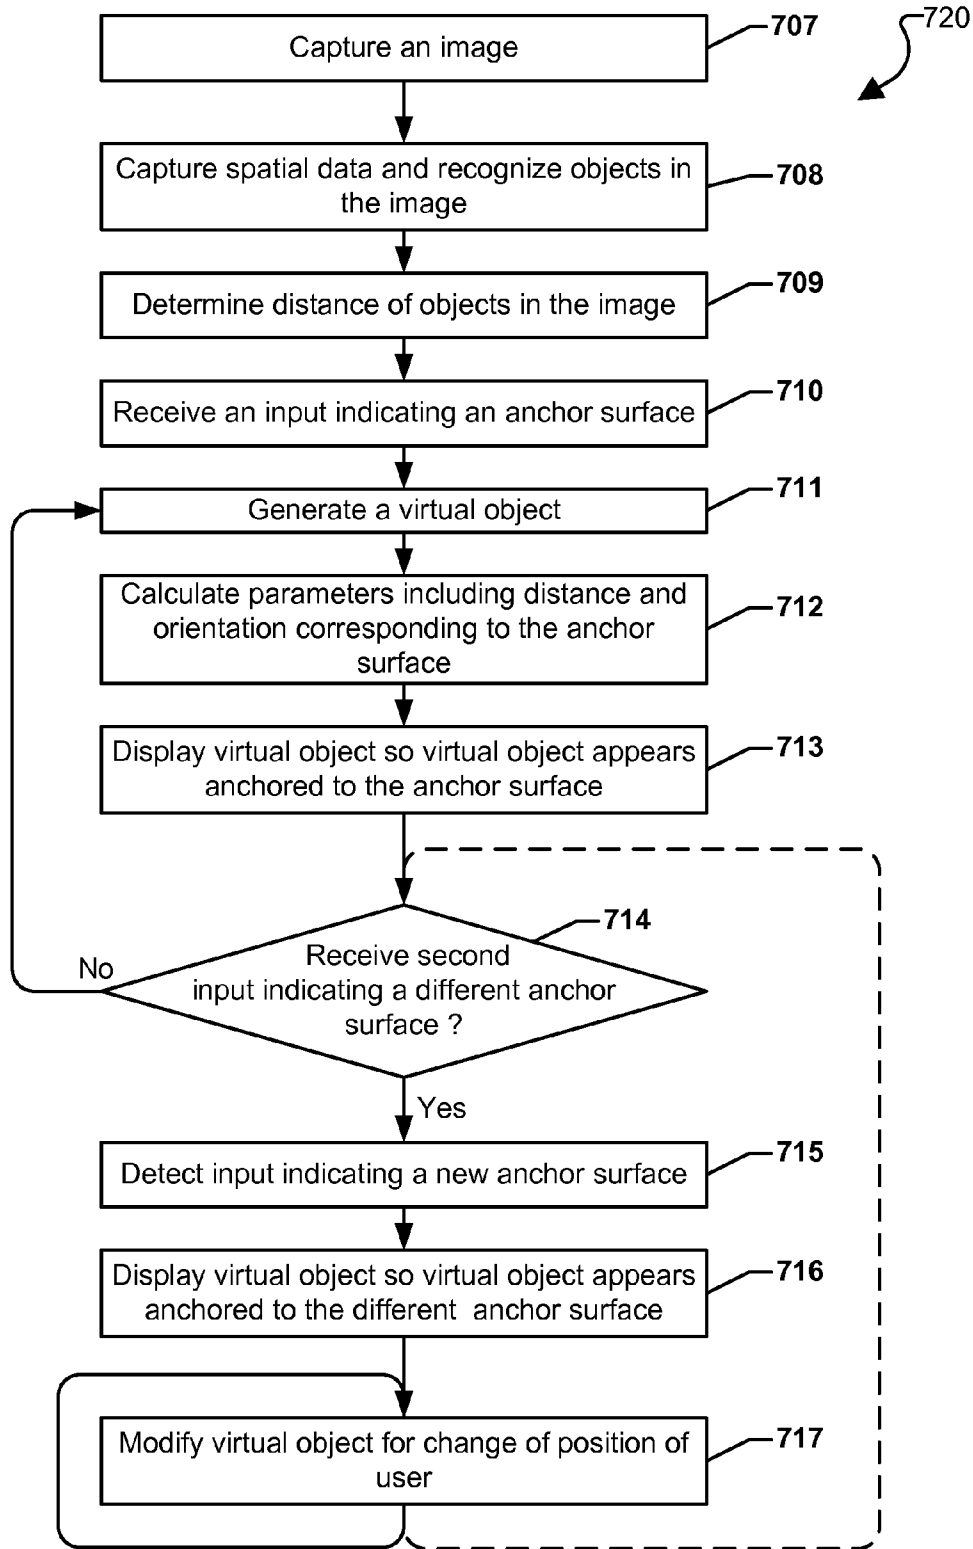 720
Capture an image
707
Capture spatial data and recognize objects in
the image
708
Determine distance of objects in the image
709
Receive an input indicating an anchor surface
710
Generate a virtual object
711
Calculate parameters including distance and
orientation corresponding to the anchor
surface
712
Display virtual object so virtual object appears
anchored to the anchor surface
713
Receive second
input indicating a different anchor
surface ?
714
No
Yes
Detect input indicating a new anchor surface
715
Display virtual object so virtual object appears
anchored to the different  anchor surface
716
Modify virtual object for change of position of
user
717